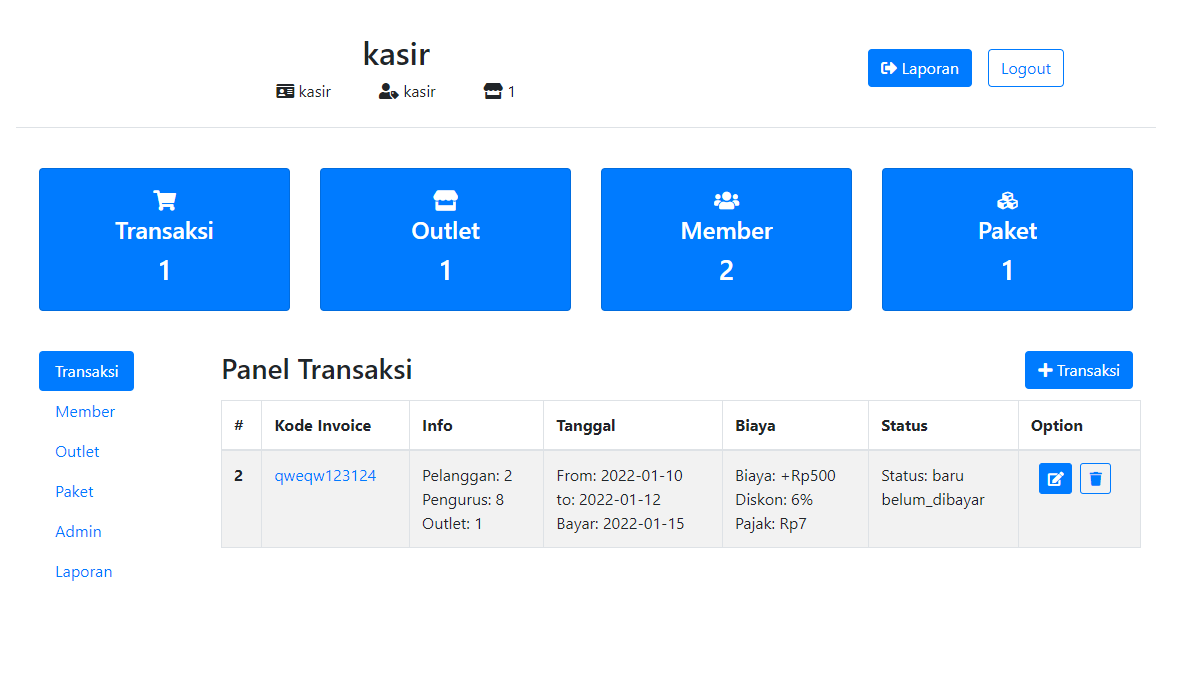 kasir
kasir kasir 1
Laporan Logout
Transaksi
1
Outlet
1
Member
2
Paket
1
Transaksi
Member
Outlet
Paket
Admin
Laporan
Panel Transaksi
Transaksi
# Kode Invoice Info Tanggal Biaya Status Option
2 qweqw123124
Pelanggan: 2
Pengurus: 8
Outlet: 1
From: 2022-01-10
to: 2022-01-12
Bayar: 2022-01-15
Biaya: +Rp500
Diskon: 6%
Pajak: Rp7
Status: baru
belum_dibayar